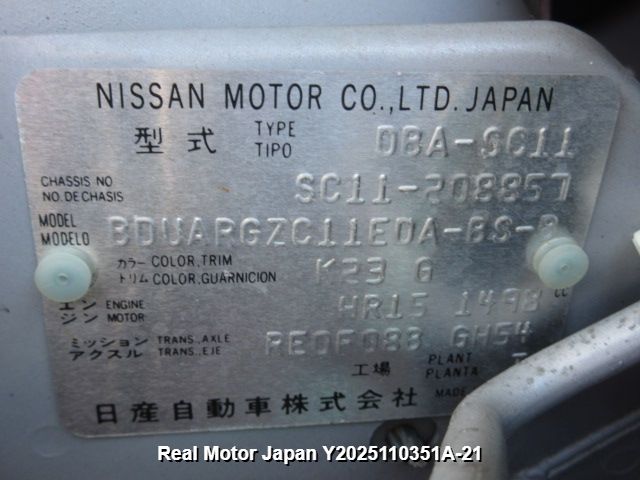 NISSAN MOTOR CO.,LTD. JAPAN
型式 TYPE TIPO DBA-SC11
CHASSIS NO NO.DE CHASIS SC11-208857
MODEL MODELO BDUARGZC11EDA-BS-
カラー COLOR,TRIM トリム COLOR,GUARNICION K23 G
エンジン ENGINE MOTOR HR15 1498 CC
ミッション TRANS.,AXLE アクスル TRANS.,EJE RE0F08B GH54
工場 PLANT PLANTA
日産自動車株式会社 MADE
Real Motor Japan Y2025110351A-21